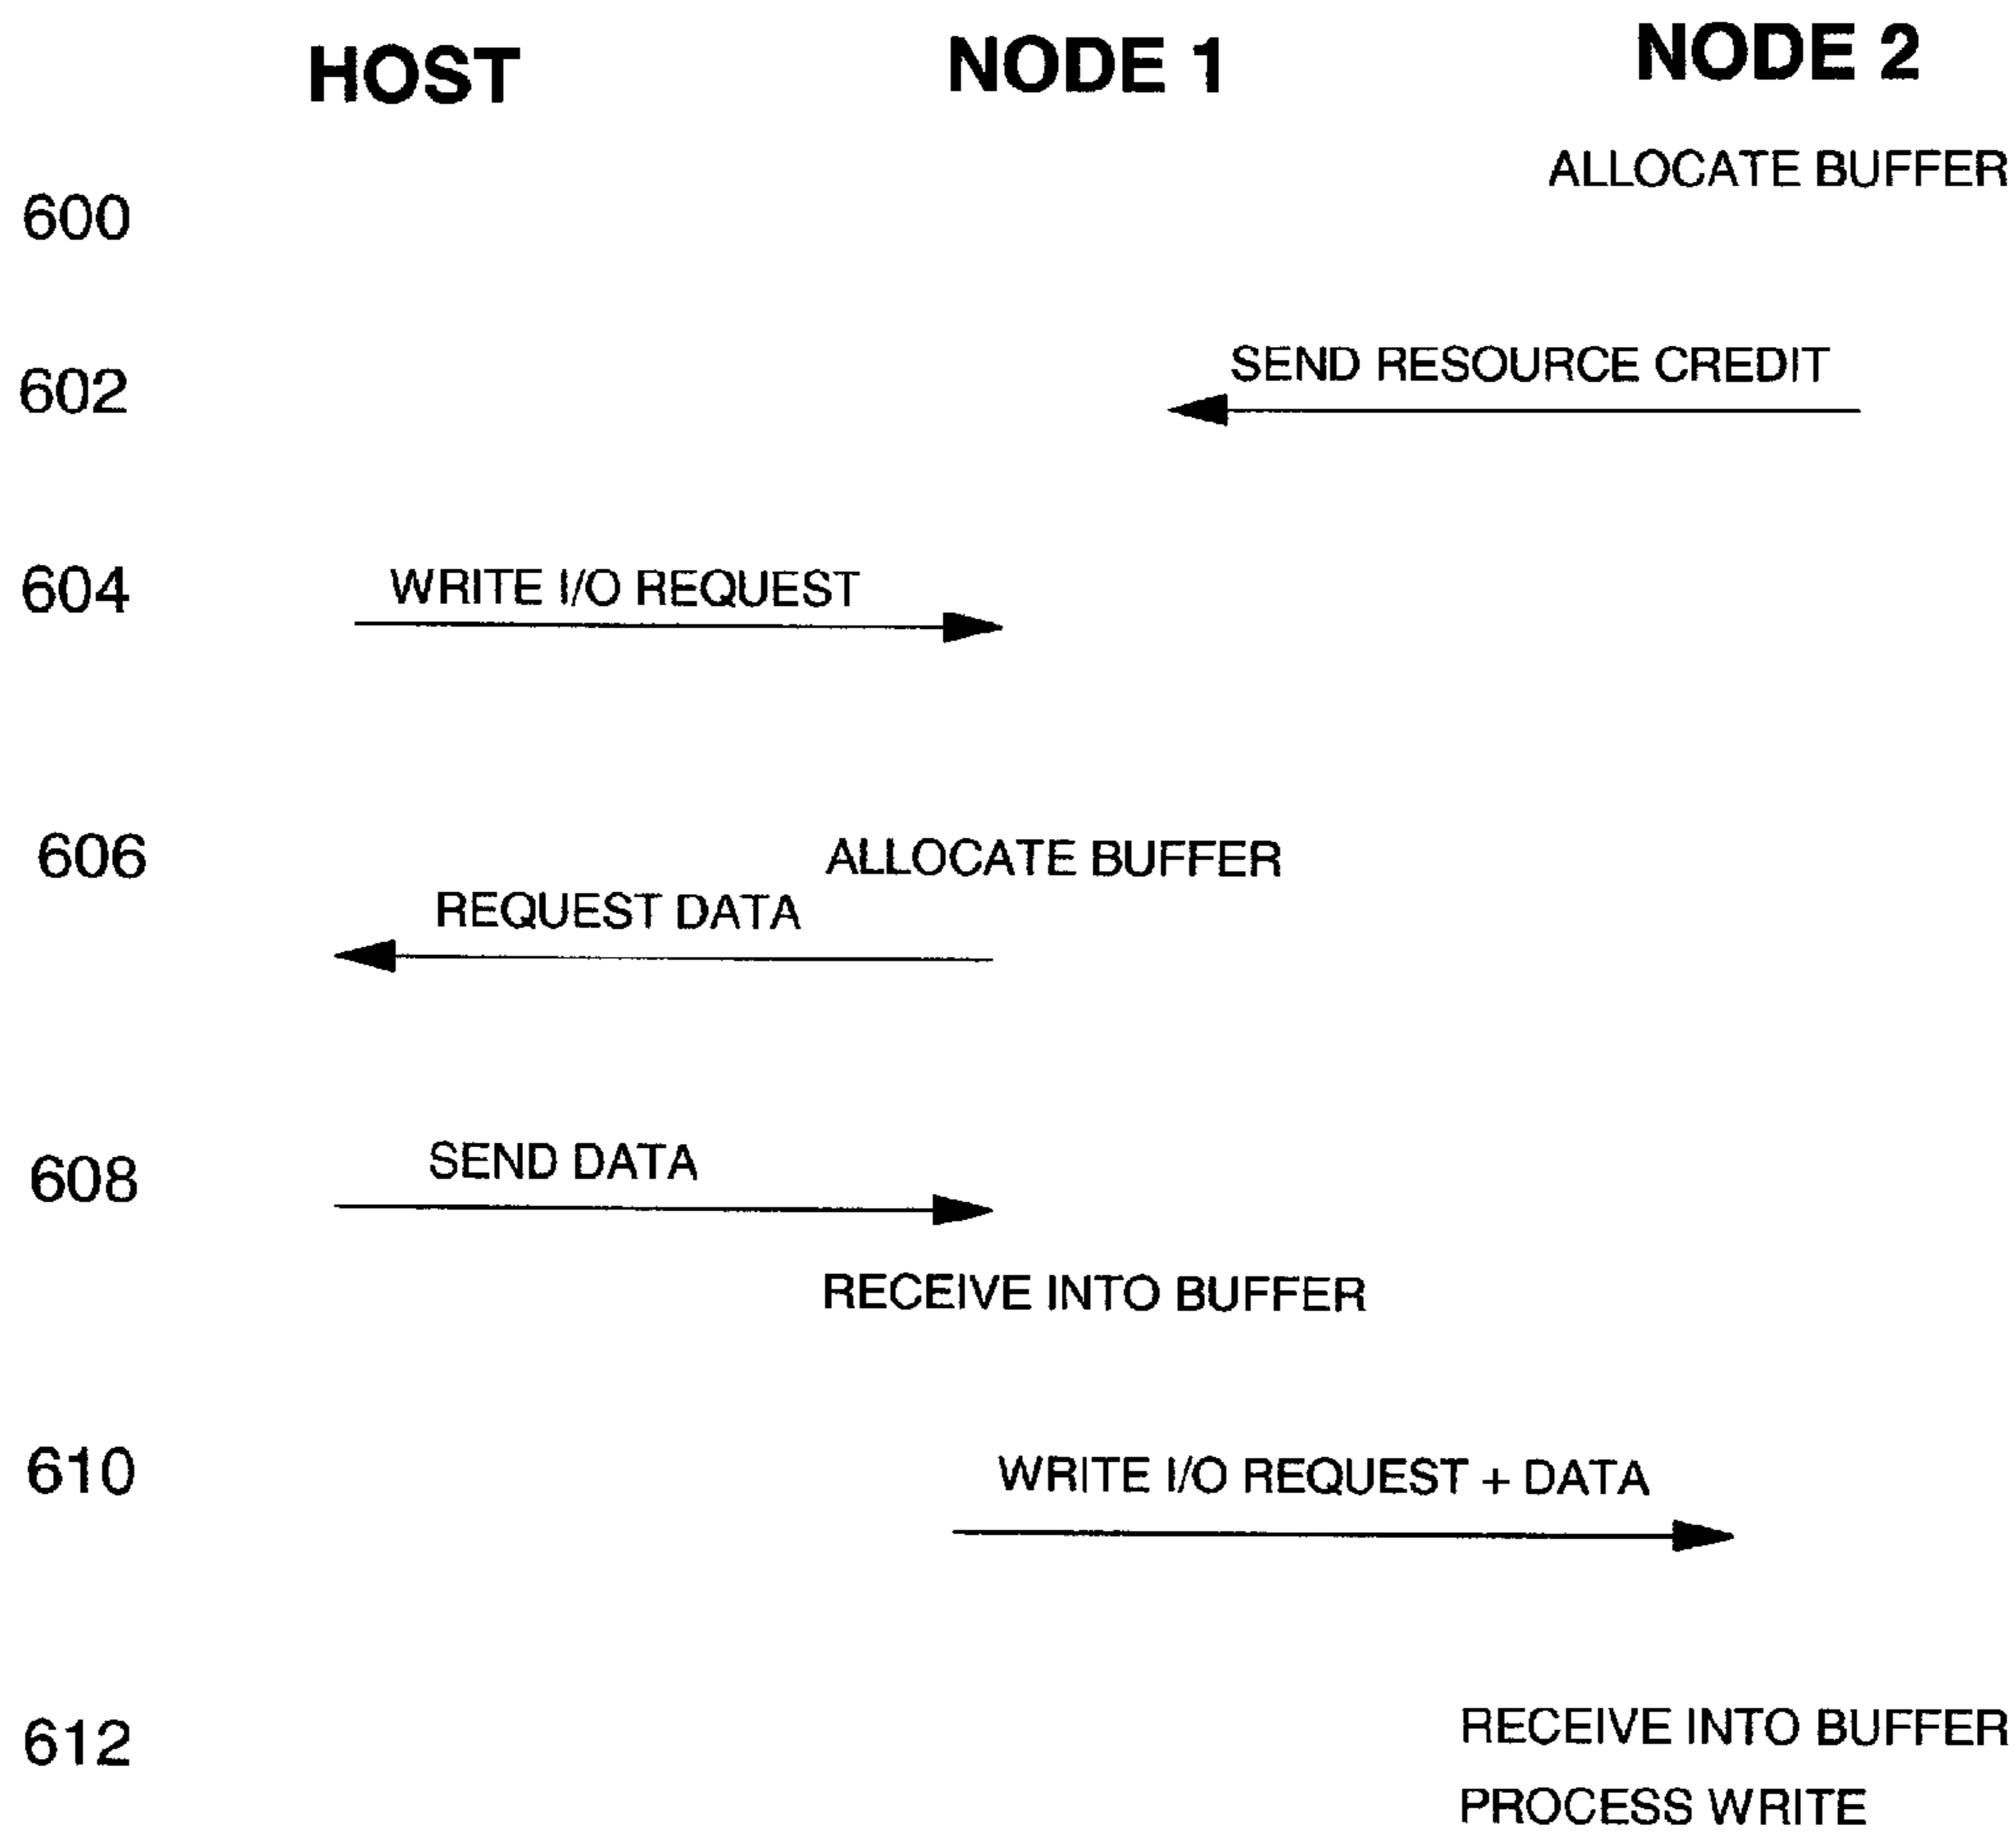 HOST NODE 1 NODE 2
ALLOCATE BUFFER
600
SEND RESOURCE CREDIT
602
604 WRITE I/O REQUEST
606 ALLOCATE BUFFER
REQUEST DATA
608 SEND DATA
RECEIVE INTO BUFFER
610 WRITE I/O REQUEST + DATA
612 RECEIVE INTO BUFFER
PROCESS WRITE